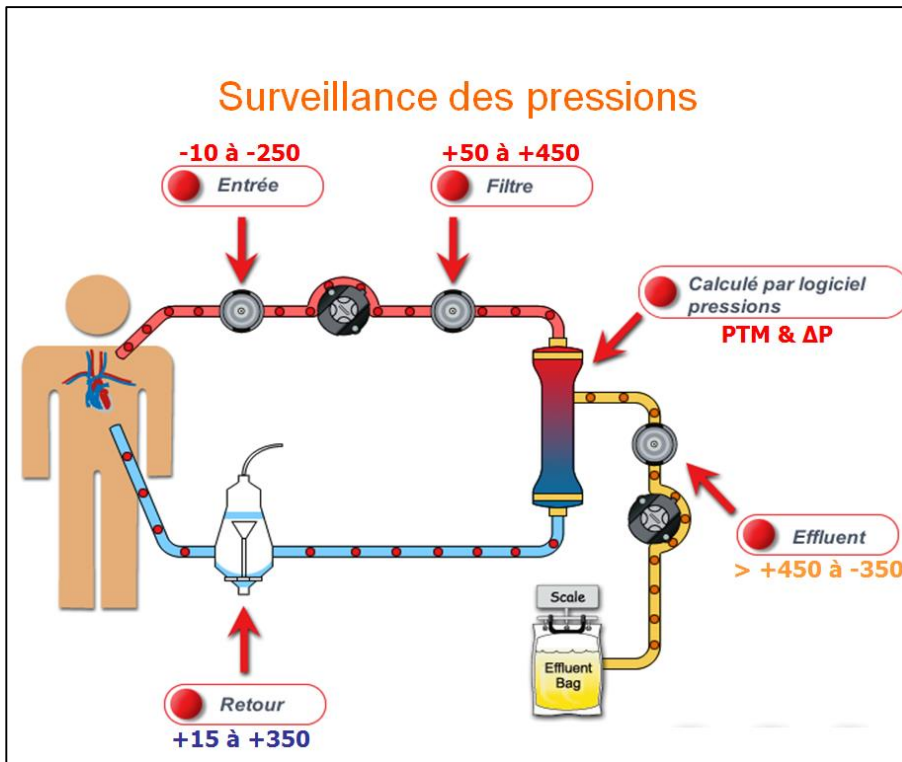 Surveillance des pressions
-10 à -250
Entrée
+50 à +450
Filtre
Calculé par logiciel
pressions
PTM & ΔP
Effluent
> +450 à -350
Scale
Effluent
Bag
Retour
+15 à +350